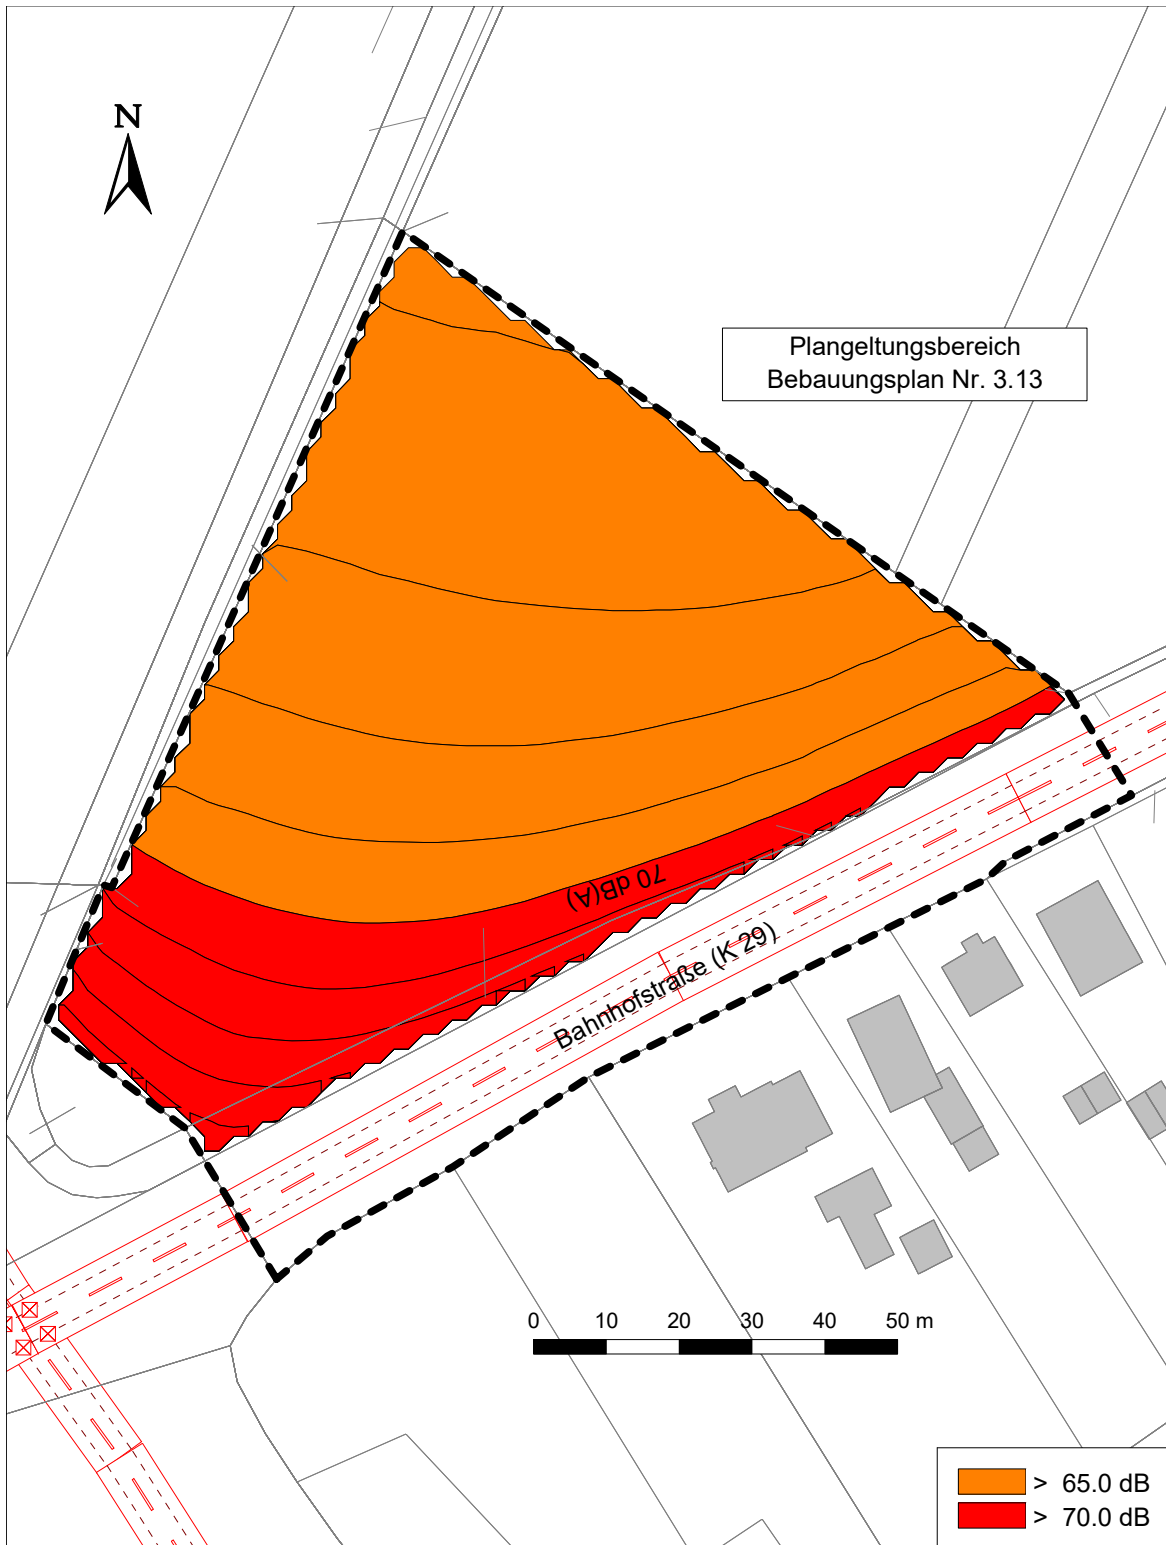 N
Plangeltungsbereich
Bebauungsplan Nr. 3.13
70 dB(A)
Bahnhofstraße (K 29)
0 10 20 30 40 50 m
> 65.0 dB
> 70.0 dB